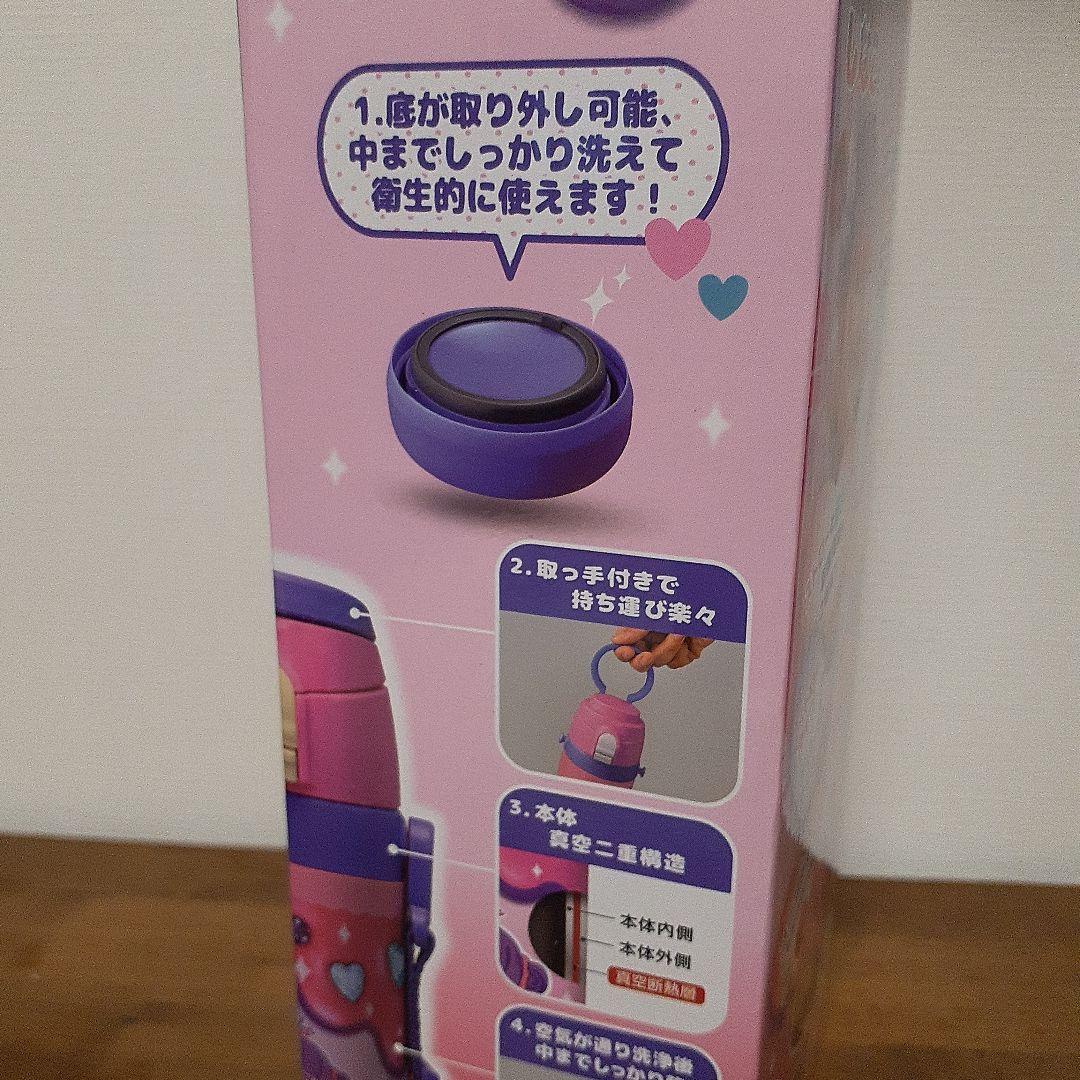 1.底が取り外し可能、
中までしっかり洗えて
衛生的に使えます!
2.取っ手付きで
持ち運び楽々
3.本体
真空二重構造
本体内側
本体外側
真空断熱層
4.空気が通り洗浄後
中までしっかり